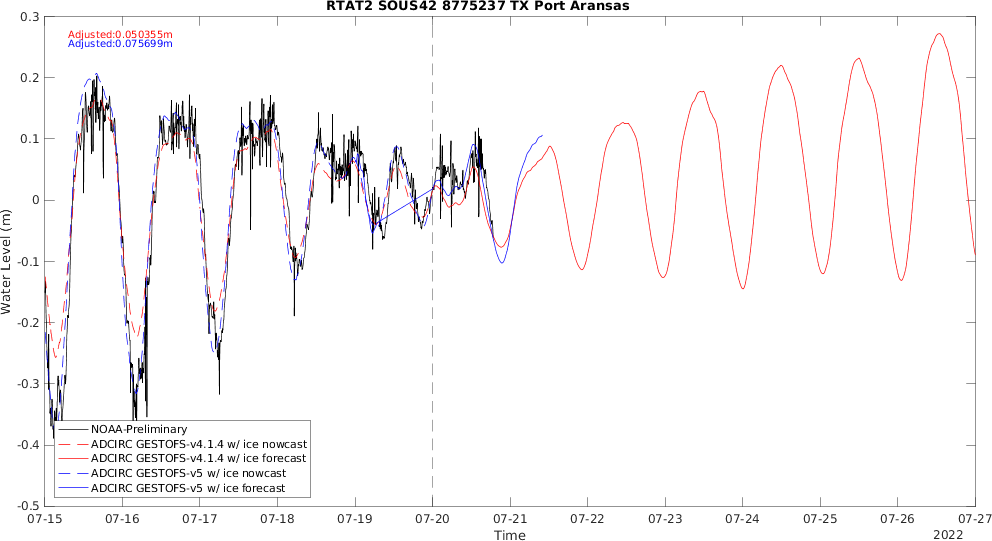 RTAT2 SOUS42 8775237 TX Port Aransas
Adjusted:0.050355m
Adjusted:0.075699m
Water Level (m)
0.3
0.2
0.1
0
-0.1
-0.2
-0.3
-0.4
-0.5
NOAA-Preliminary
ADCIRC GESTOFS-v4.1.4 w/ ice nowcast
ADCIRC GESTOFS-v4.1.4 w/ ice forecast
ADCIRC GESTOFS-v5 w/ ice nowcast
ADCIRC GESTOFS-v5 w/ ice forecast
07-15 07-16 07-17 07-18 07-19 07-20 07-21 07-22 07-23 07-24 07-25 07-26 07-27
Time
2022